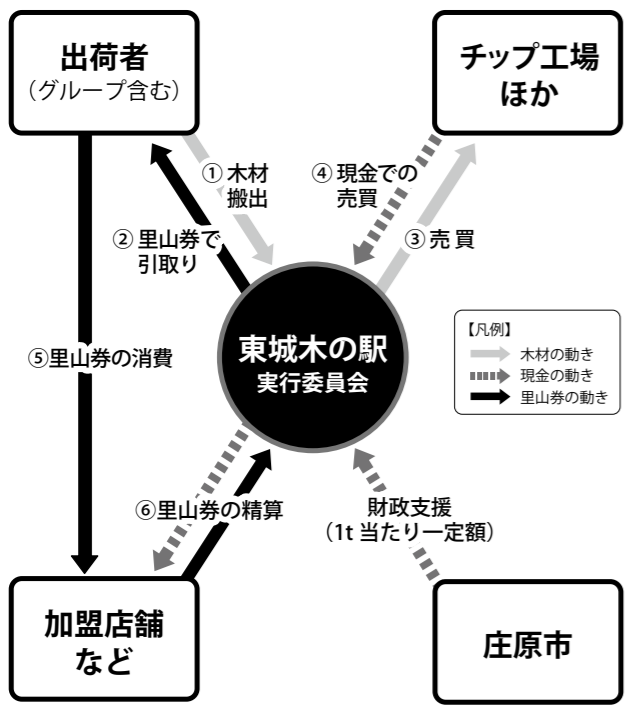 出荷者
（グループ含む）
チップ工場
ほか
① 木材
搬出
④ 現金での
売買
② 里山券で
引取り
③ 売 買
東城木の駅
実行委員会
【凡例】
木材の動き
現金の動き
里山券の動き
⑤里山券の消費
⑥里山券の精算
財政支援
（1t 当たり一定額）
加盟店舗
など
庄原市